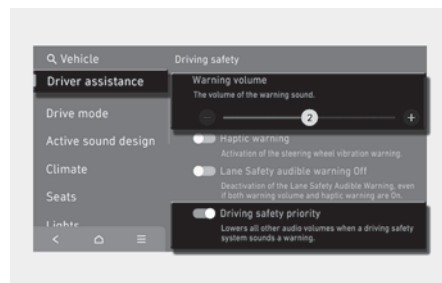 Vehicle
Driving safety
Driver assistance
Warning volume
The volume of the warning sound.
2
Drive mode
Active sound design
Haptic warning
Activation of the steering wheel vibration warning.
Climate
Lane Safety audible warning Off
Deactivation of the Lane Safety Audible Warning, even
if both warning volume and haptic warning are On.
Seats
Driving safety priority
Lowers all other audio volumes when a driving safety
system sounds a warning.
Lights